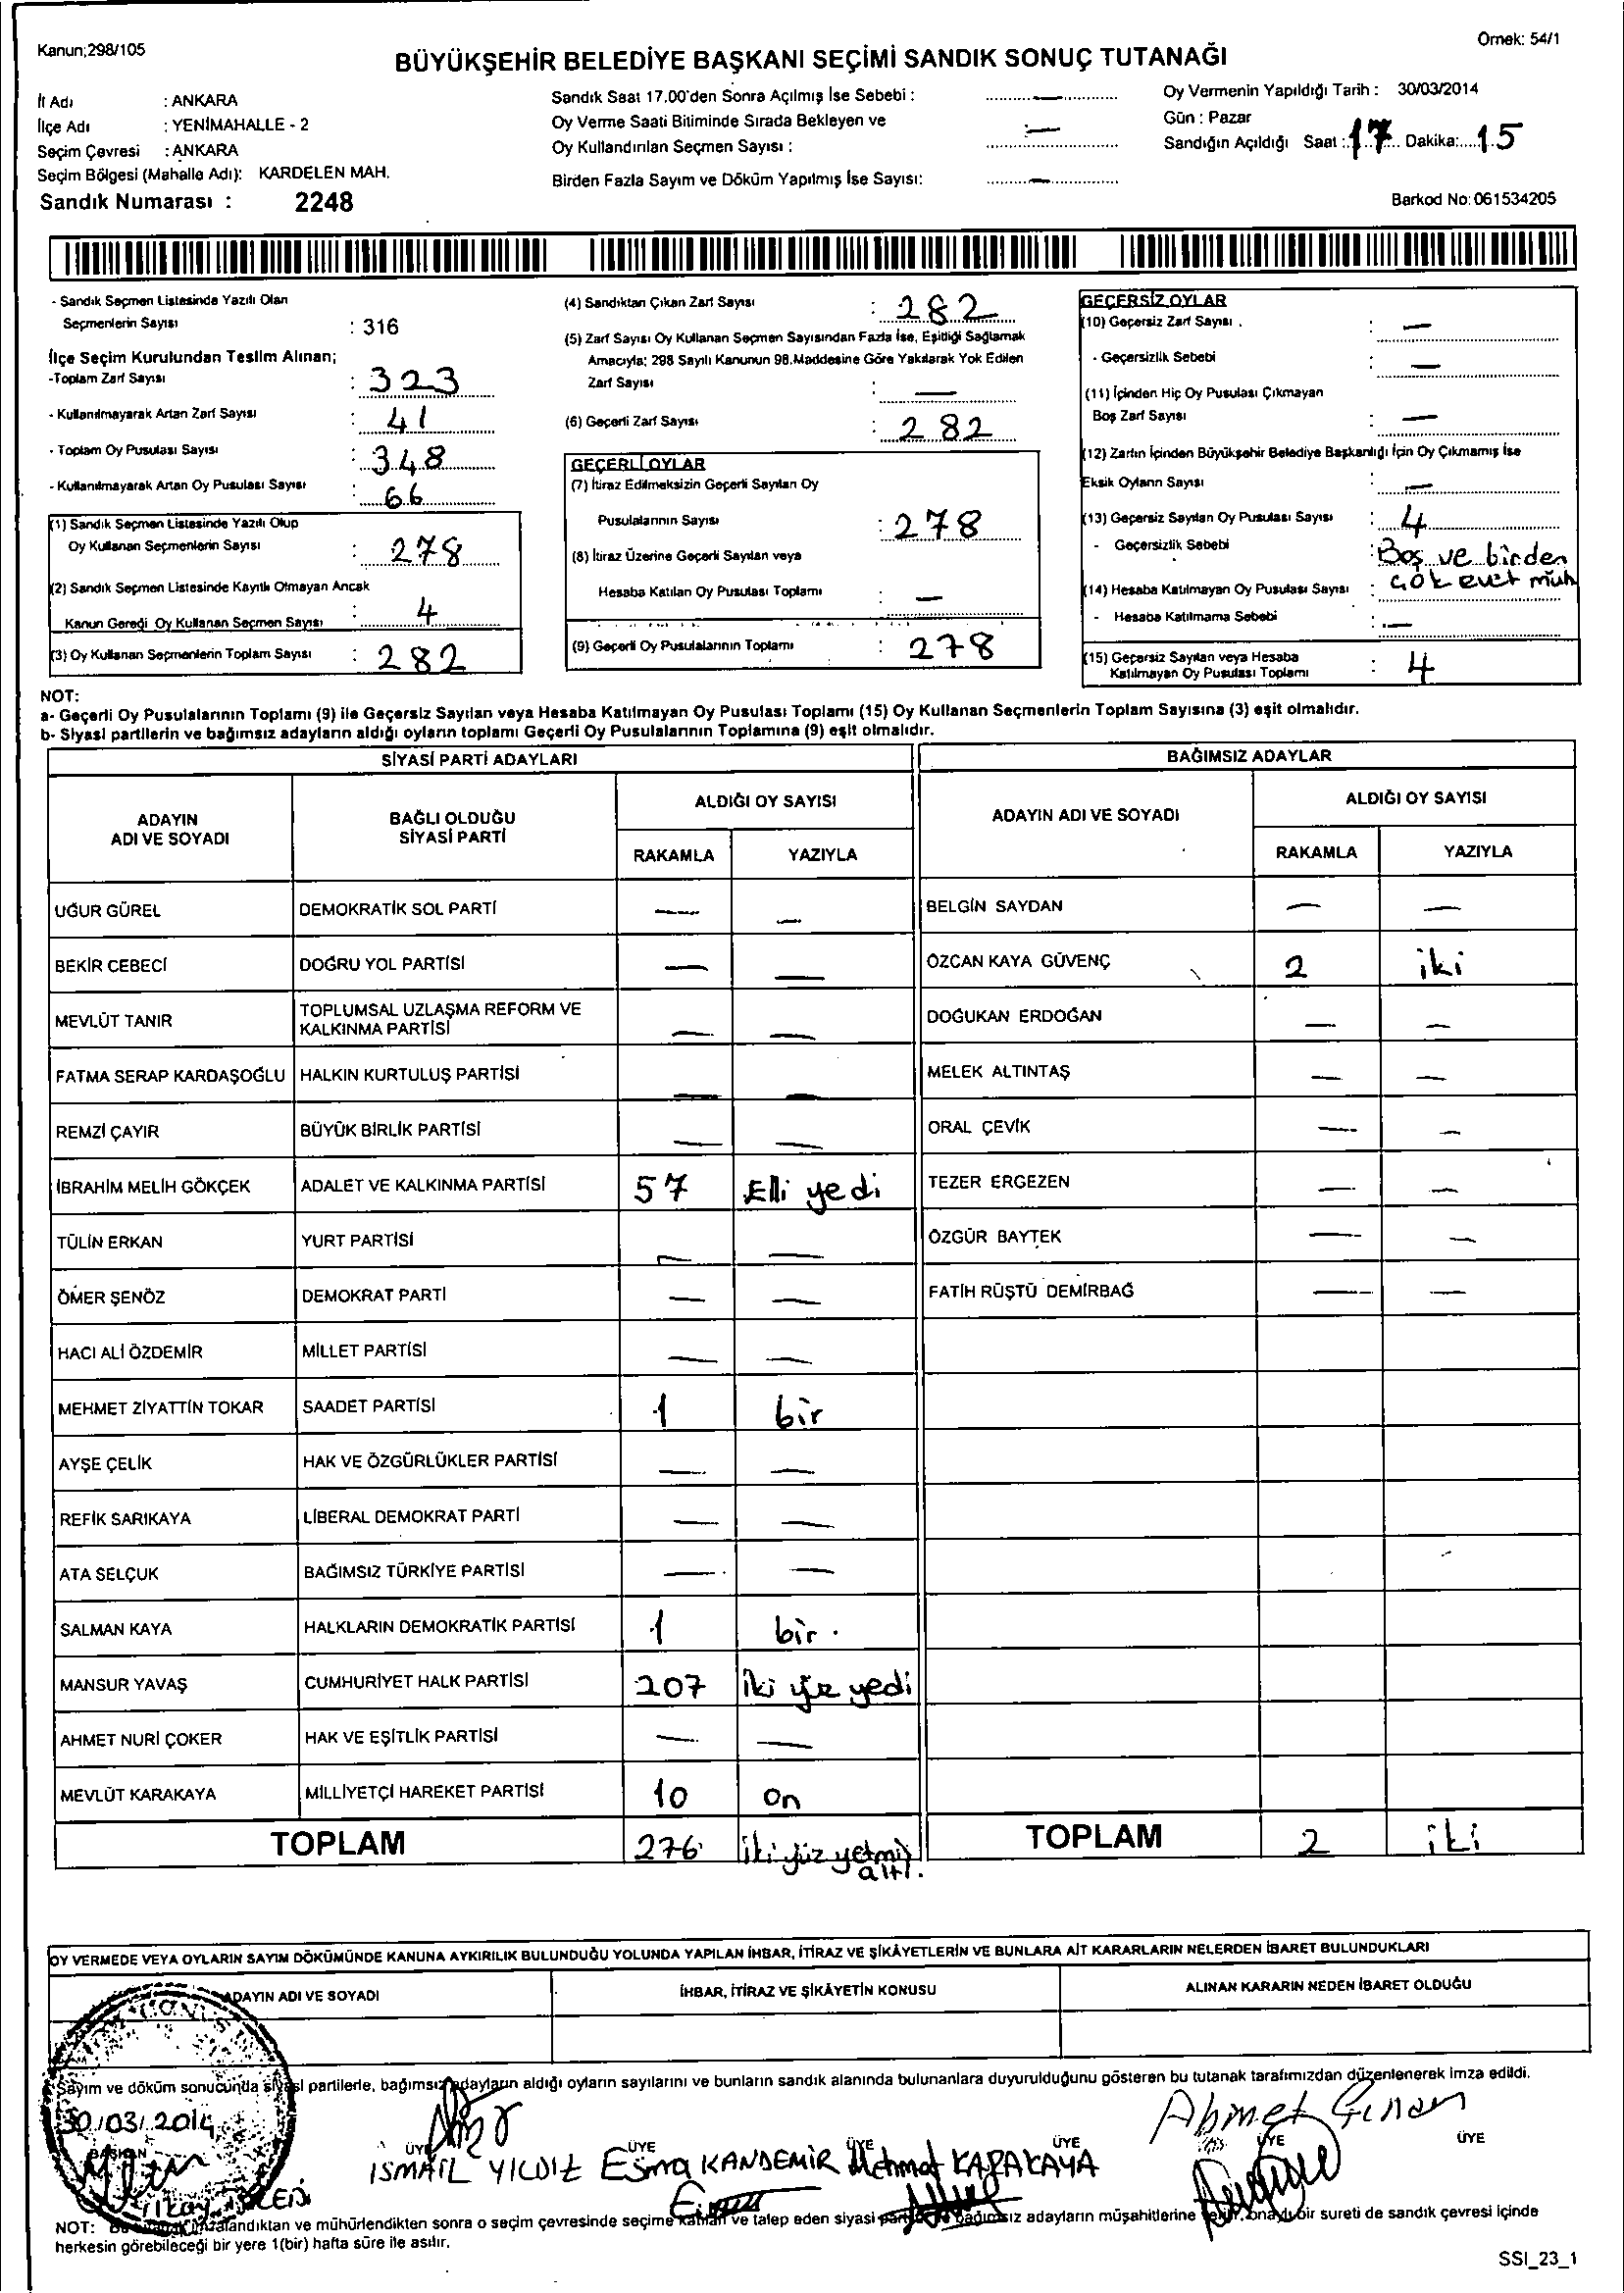 Kanun;298/105
Örnek: 54/1
BÜYÜKŞEHİR BELEDİYE BAŞKANI SEÇİMİ SANDIK SONUÇ TUTANAĞI
İl Adı : ANKARA
İlçe Adı : YENİMAHALLE - 2
Seçim Çevresi : ANKARA
Seçim Bölgesi (Mahalle Adı): KARDELEN MAH.
Sandık Numarası : 2248
Sandık Saat 17.00'den Sonra Açılmış İse Sebebi : —
Oy Verme Saati Bitiminde Sırada Bekleyen ve
Oy Kullandırılan Seçmen Sayısı : —
Birden Fazla Sayım ve Döküm Yapılmış İse Sayısı: —
Oy Vermenin Yapıldığı Tarih : 30/03/2014
Gün : Pazar
Sandığın Açıldığı Saat : 17 Dakika: 15
Barkod No: 061534205
- Sandık Seçmen Listesinde Yazılı Olan
Seçmenlerin Sayısı : 316
İlçe Seçim Kurulundan Teslim Alınan;
-Toplam Zarf Sayısı : 323
- Kullanılmayarak Artan Zarf Sayısı : 41
- Toplam Oy Pusulası Sayısı : 348
- Kullanılmayarak Artan Oy Pusulası Sayısı : 66
(1) Sandık Seçmen Listesinde Yazılı Olup
Oy Kullanan Seçmenlerin Sayısı : 278
(2) Sandık Seçmen Listesinde Kayıtlı Olmayan Ancak
Kanun Gereği Oy Kullanan Seçmen Sayısı : 4
(3) Oy Kullanan Seçmenlerin Toplam Sayısı : 282
(4) Sandıktan Çıkan Zarf Sayısı : 282
(5) Zarf Sayısı Oy Kullanan Seçmen Sayısından Fazla İse, Eşitliği Sağlamak
Amacıyla; 298 Sayılı Kanunun 98.Maddesine Göre Yakılarak Yok Edilen
Zarf Sayısı : —
(6) Geçerli Zarf Sayısı : 282
GEÇERLİ OYLAR
(7) İtiraz Edilmeksizin Geçerli Sayılan Oy
Pusulalarının Sayısı : 278
(8) İtiraz Üzerine Geçerli Sayılan veya
Hesaba Katılan Oy Pusulası Toplamı : —
(9) Geçerli Oy Pusulalarının Toplamı : 278
GEÇERSİZ OYLAR
(10) Geçersiz Zarf Sayısı : —
- Geçersizlik Sebebi : —
(11) İçinden Hiç Oy Pusulası Çıkmayan
Boş Zarf Sayısı : —
(12) Zarfın İçinden Büyükşehir Belediye Başkanlığı İçin Oy Çıkmamış İse
Eksik Oyların Sayısı : —
(13) Geçersiz Sayılan Oy Pusulası Sayısı : 4
- Geçersizlik Sebebi : Boş ve birden
çok evet müh
(14) Hesaba Katılmayan Oy Pusulası Sayısı :
- Hesaba Katılmama Sebebi : —
(15) Geçersiz Sayılan veya Hesaba
Katılmayan Oy Pusulası Toplamı : 4
NOT:
a- Geçerli Oy Pusulalarının Toplamı (9) ile Geçersiz Sayılan veya Hesaba Katılmayan Oy Pusulası Toplamı (15) Oy Kullanan Seçmenlerin Toplam Sayısına (3) eşit olmalıdır.
b- Siyasi partilerin ve bağımsız adayların aldığı oyların toplamı Geçerli Oy Pusulalarının Toplamına (9) eşit olmalıdır.
SİYASİ PARTİ ADAYLARI
ADAYIN ADI VE SOYADI
BAĞLI OLDUĞU SİYASİ PARTİ
ALDIĞI OY SAYISI
RAKAMLA YAZIYLA
UĞUR GÜREL DEMOKRATİK SOL PARTİ — —
BEKİR CEBECİ DOĞRU YOL PARTİSİ — —
MEVLÜT TANIR TOPLUMSAL UZLAŞMA REFORM VE KALKINMA PARTİSİ — —
FATMA SERAP KARDAŞOĞLU HALKIN KURTULUŞ PARTİSİ — —
REMZİ ÇAYIR BÜYÜK BİRLİK PARTİSİ — —
İBRAHİM MELİH GÖKÇEK ADALET VE KALKINMA PARTİSİ 57 Elli yedi
TÜLİN ERKAN YURT PARTİSİ — —
ÖMER ŞENÖZ DEMOKRAT PARTİ — —
HACI ALİ ÖZDEMİR MİLLET PARTİSİ — —
MEHMET ZİYATTİN TOKAR SAADET PARTİSİ 1 bir
AYŞE ÇELİK HAK VE ÖZGÜRLÜKLER PARTİSİ — —
REFİK SARIKAYA LİBERAL DEMOKRAT PARTİ — —
ATA SELÇUK BAĞIMSIZ TÜRKİYE PARTİSİ — —
SALMAN KAYA HALKLARIN DEMOKRATİK PARTİSİ 1 bir
MANSUR YAVAŞ CUMHURİYET HALK PARTİSİ 207 iki yüz yedi
AHMET NURİ ÇOKER HAK VE EŞİTLİK PARTİSİ — —
MEVLÜT KARAKAYA MİLLİYETÇİ HAREKET PARTİSİ 10 on
TOPLAM 276 iki yüz yetmiş altı.
BAĞIMSIZ ADAYLAR
ADAYIN ADI VE SOYADI
ALDIĞI OY SAYISI
RAKAMLA YAZIYLA
BELGİN SAYDAN — —
ÖZCAN KAYA GÜVENÇ 2 iki
DOĞUKAN ERDOĞAN — —
MELEK ALTINTAŞ — —
ORAL ÇEVİK — —
TEZER ERGEZEN — —
ÖZGÜR BAYTEK — —
FATİH RÜŞTÜ DEMİRBAĞ — —
TOPLAM 2 iki
OY VERMEDE VEYA OYLARIN SAYIM DÖKÜMÜNDE KANUNA AYKIRILIK BULUNDUĞU YOLUNDA YAPILAN İHBAR, İTİRAZ VE ŞİKÂYETLERİN VE BUNLARA AİT KARARLARIN NELERDEN İBARET BULUNDUKLARI
ADAYIN ADI VE SOYADI
İHBAR, İTİRAZ VE ŞİKÂYETİN KONUSU
ALINAN KARARIN NEDEN İBARET OLDUĞU
Sayım ve döküm sonucunda siyasi partilerle, bağımsız adayların aldığı oyların sayılarını ve bunların sandık alanında bulunanlara duyurulduğunu gösteren bu tutanak tarafımızdan düzenlenerek imza edildi.
30/03/2014
BAŞKAN ÜYE ÜYE ÜYE ÜYE ÜYE ÜYE
Ahmet Çınar
İSMAİL YILDIZ Esma KANDEMİR Mehmet KARAKAYA
NOT: Bu tutanak imzalandıktan ve mühürlendikten sonra o seçim çevresinde seçime katılan ve talep eden siyasi parti ve bağımsız adayların müşahitlerine verilir, onaylı bir sureti de sandık çevresi içinde
herkesin görebileceği bir yere 1(bir) hafta süre ile asılır.
SSI_23_1